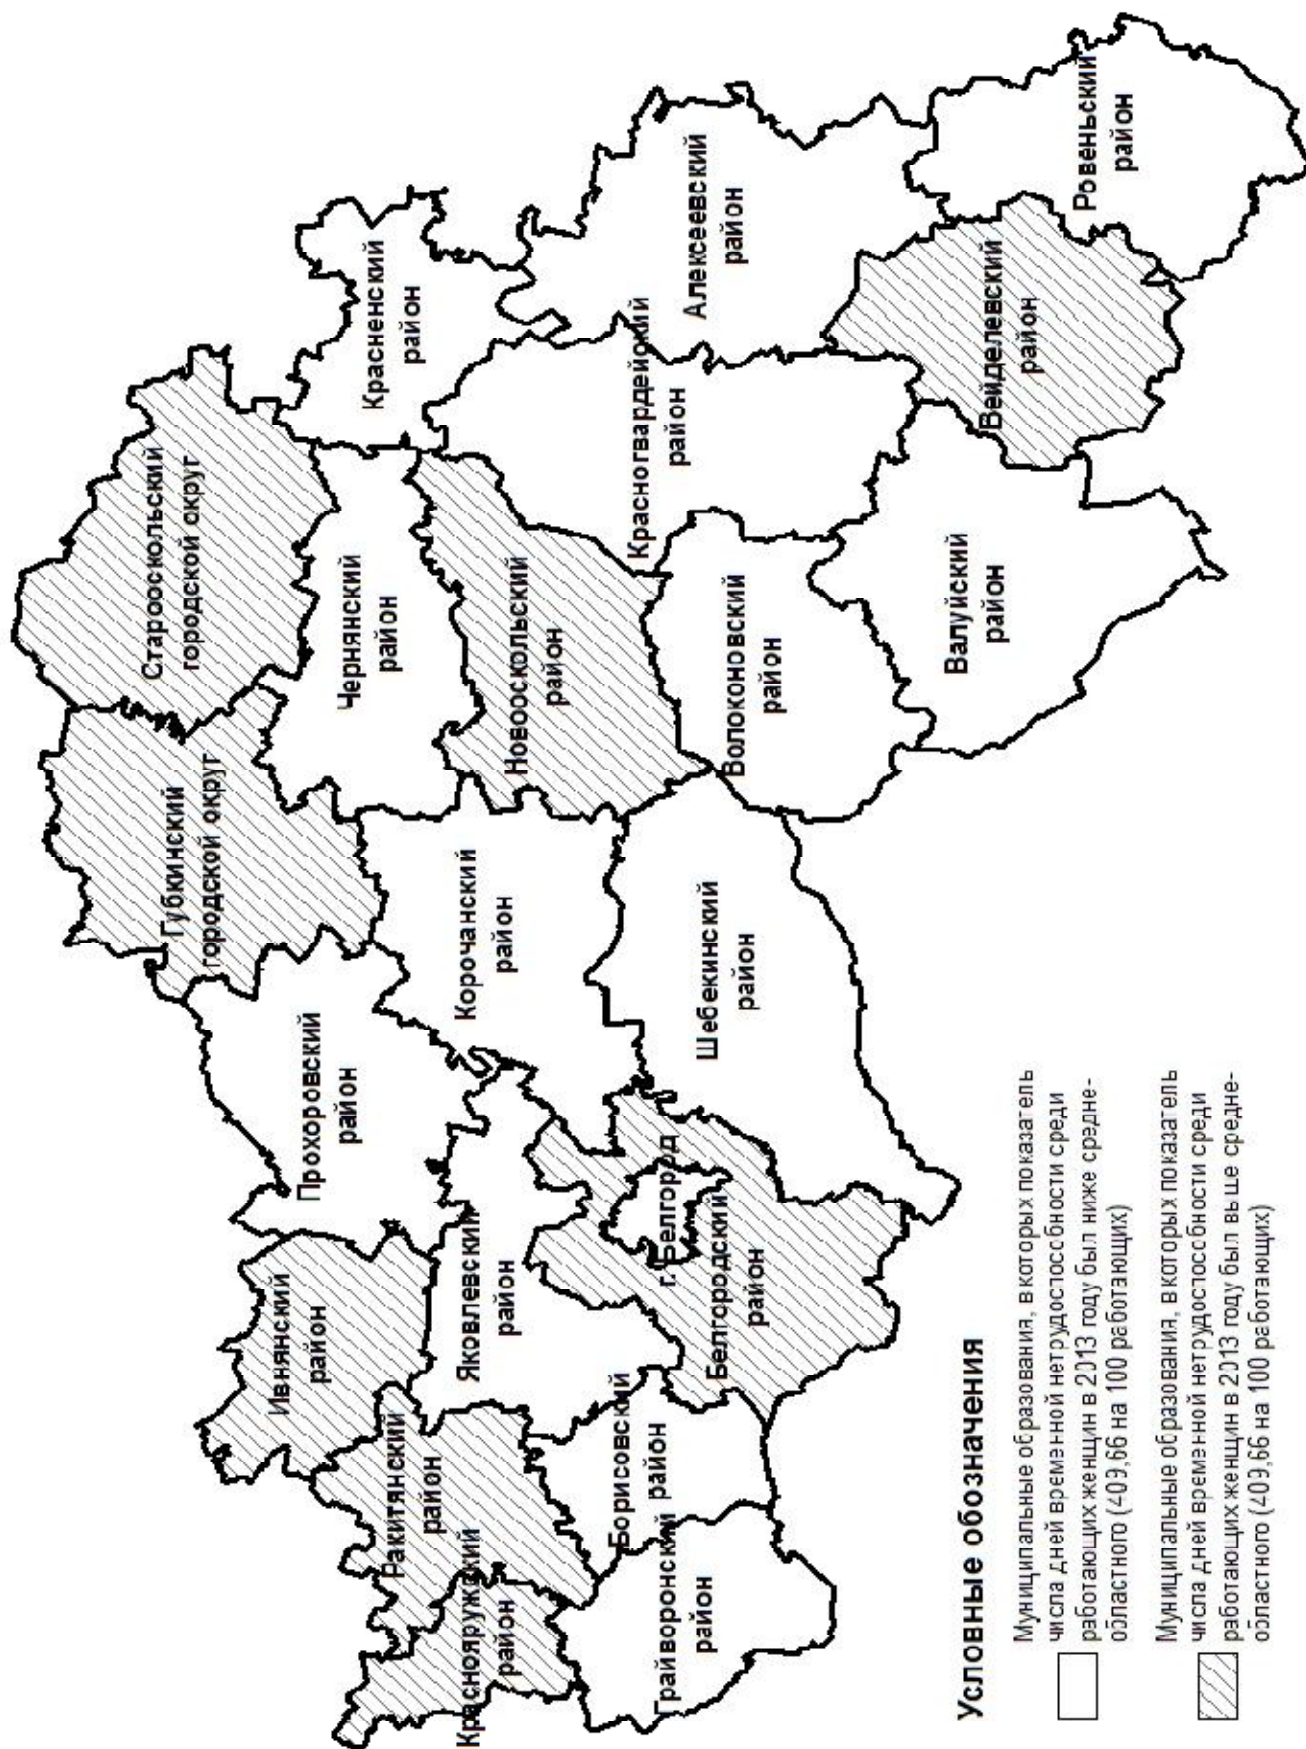 Старооскольский
городской округ
Губкинский
городской округ
Красненский
район
Чернянский
район
Прохоровский
район
Ивнянский
район
Ракитянский
район
Краснояружский
район
Корочанский
район
Яковлевский
район
Новооскольский
район
Алексеевский
район
Красногвардейский
район
Борисовский
район
Грайворонский
район
г.Белгород
Белгородский
район
Шебекинский
район
Волоконовский
район
Валуйский
район
Вейделевский
район
Ровеньский
район
Условные обозначения
Муниципальные образования, в которых показатель
числа дней временной нетрудоспособности среди
работающих женщин в 2013 году был ниже средне-
областного (409,66 на 100 работающих)
Муниципальные образования, в которых показатель
числа дней временной нетрудоспособности среди
работающих женщин в 2013 году был выше средне-
областного (409,66 на 100 работающих)